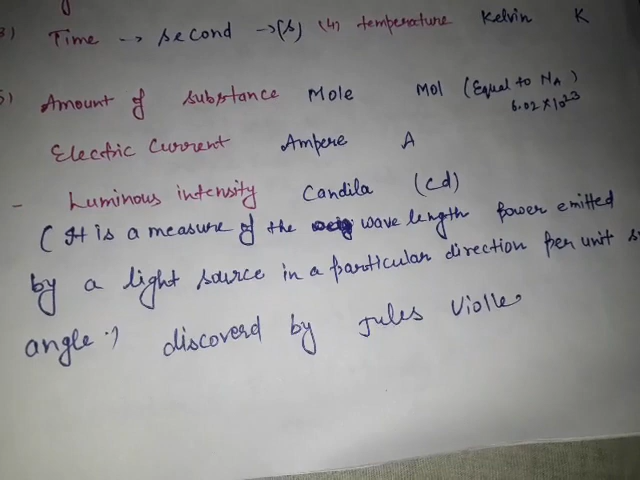 3) Time --> second -->(s) (4) temperature Kelvin K
5) Amount of substance Mole Mol (Equal to NA)
6.02 x 10^23
Electric Current Ampere A
- Luminous intensity Candila (cd)
( It is a measure of the wave length power emitted
by a light source in a particular direction per unit
angle.) discoverd by Jules Violle